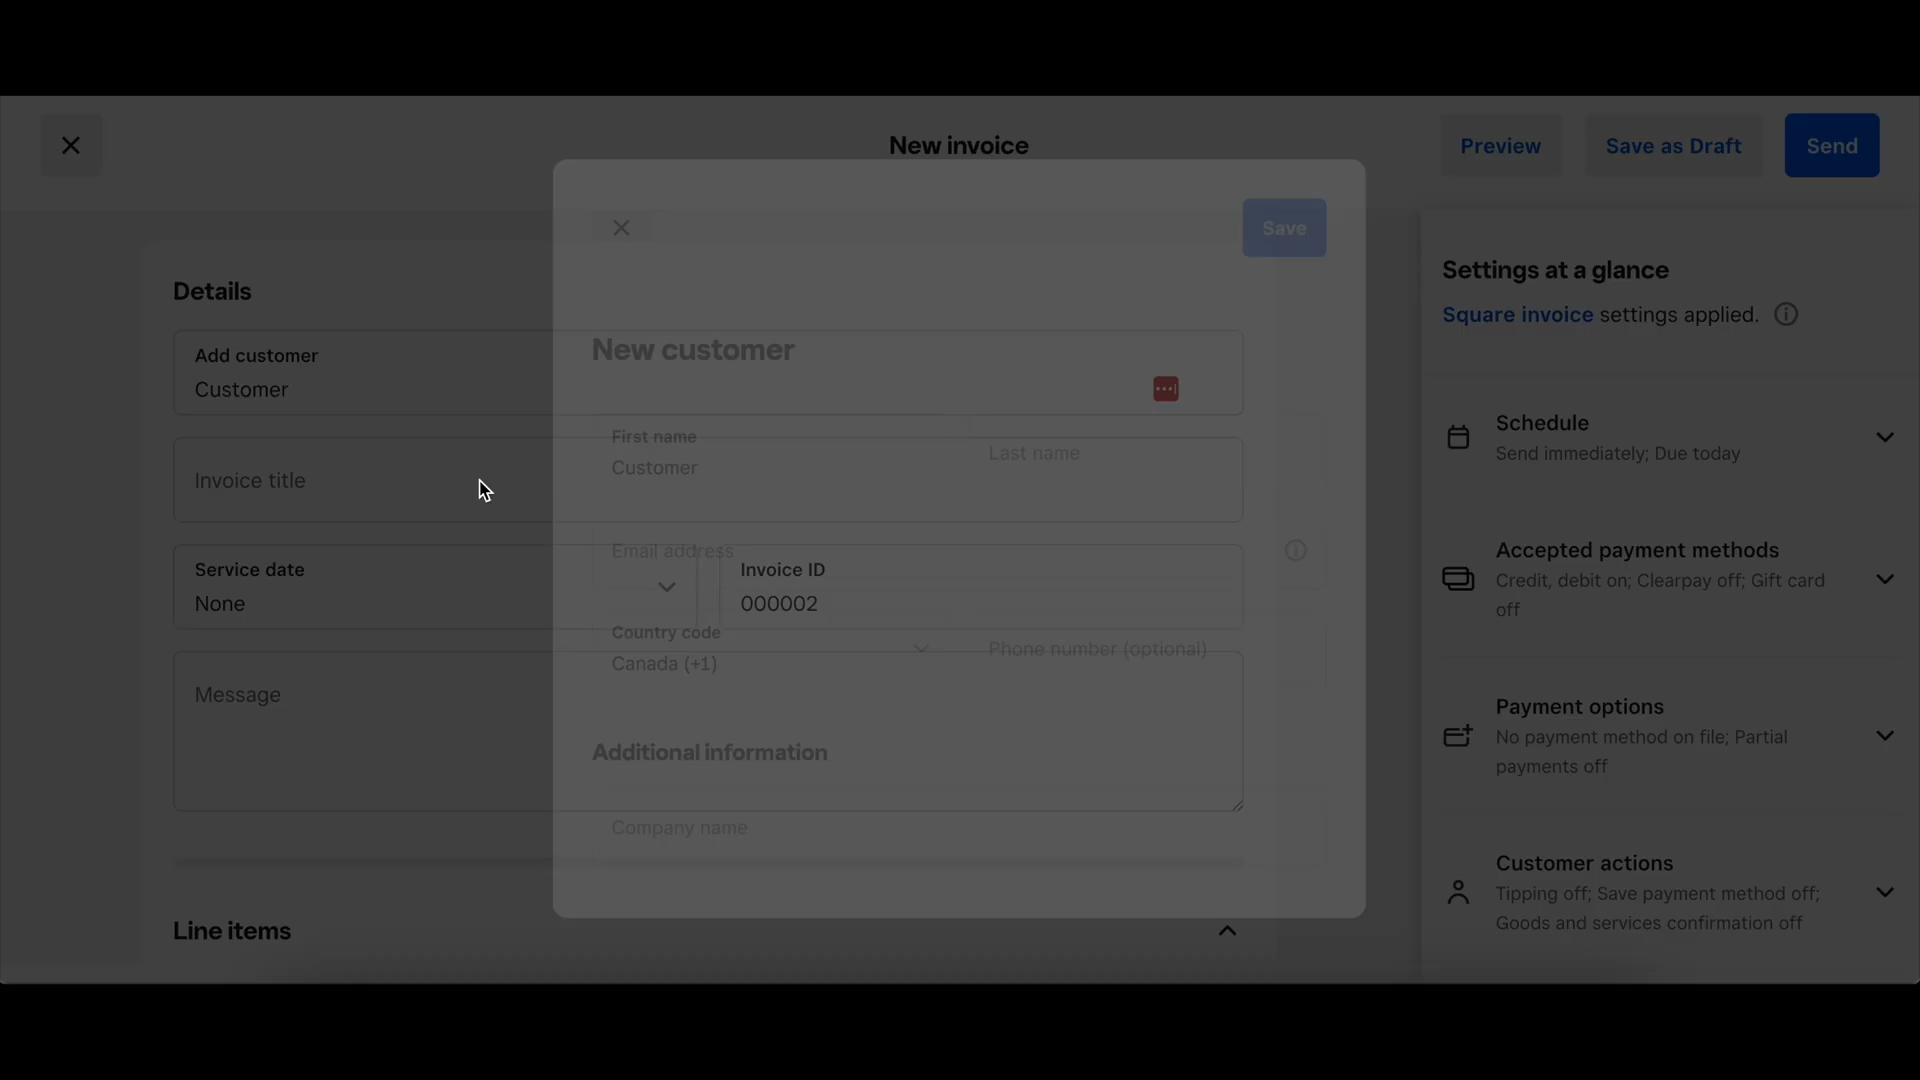 New invoice
Preview
Save as Draft
Send
Save
Details
Add customer
Customer
New customer
First name
Customer
Last name
Invoice title
Email address
Service date
None
Invoice ID
000002
Country code
Canada (+1)
Phone number (optional)
Message
Additional information
Company name
Line items
Settings at a glance
Square invoice settings applied.
Schedule
Send immediately; Due today
Accepted payment methods
Credit, debit on; Clearpay off; Gift card
off
Payment options
No payment method on file; Partial
payments off
Customer actions
Tipping off; Save payment method off;
Goods and services confirmation off